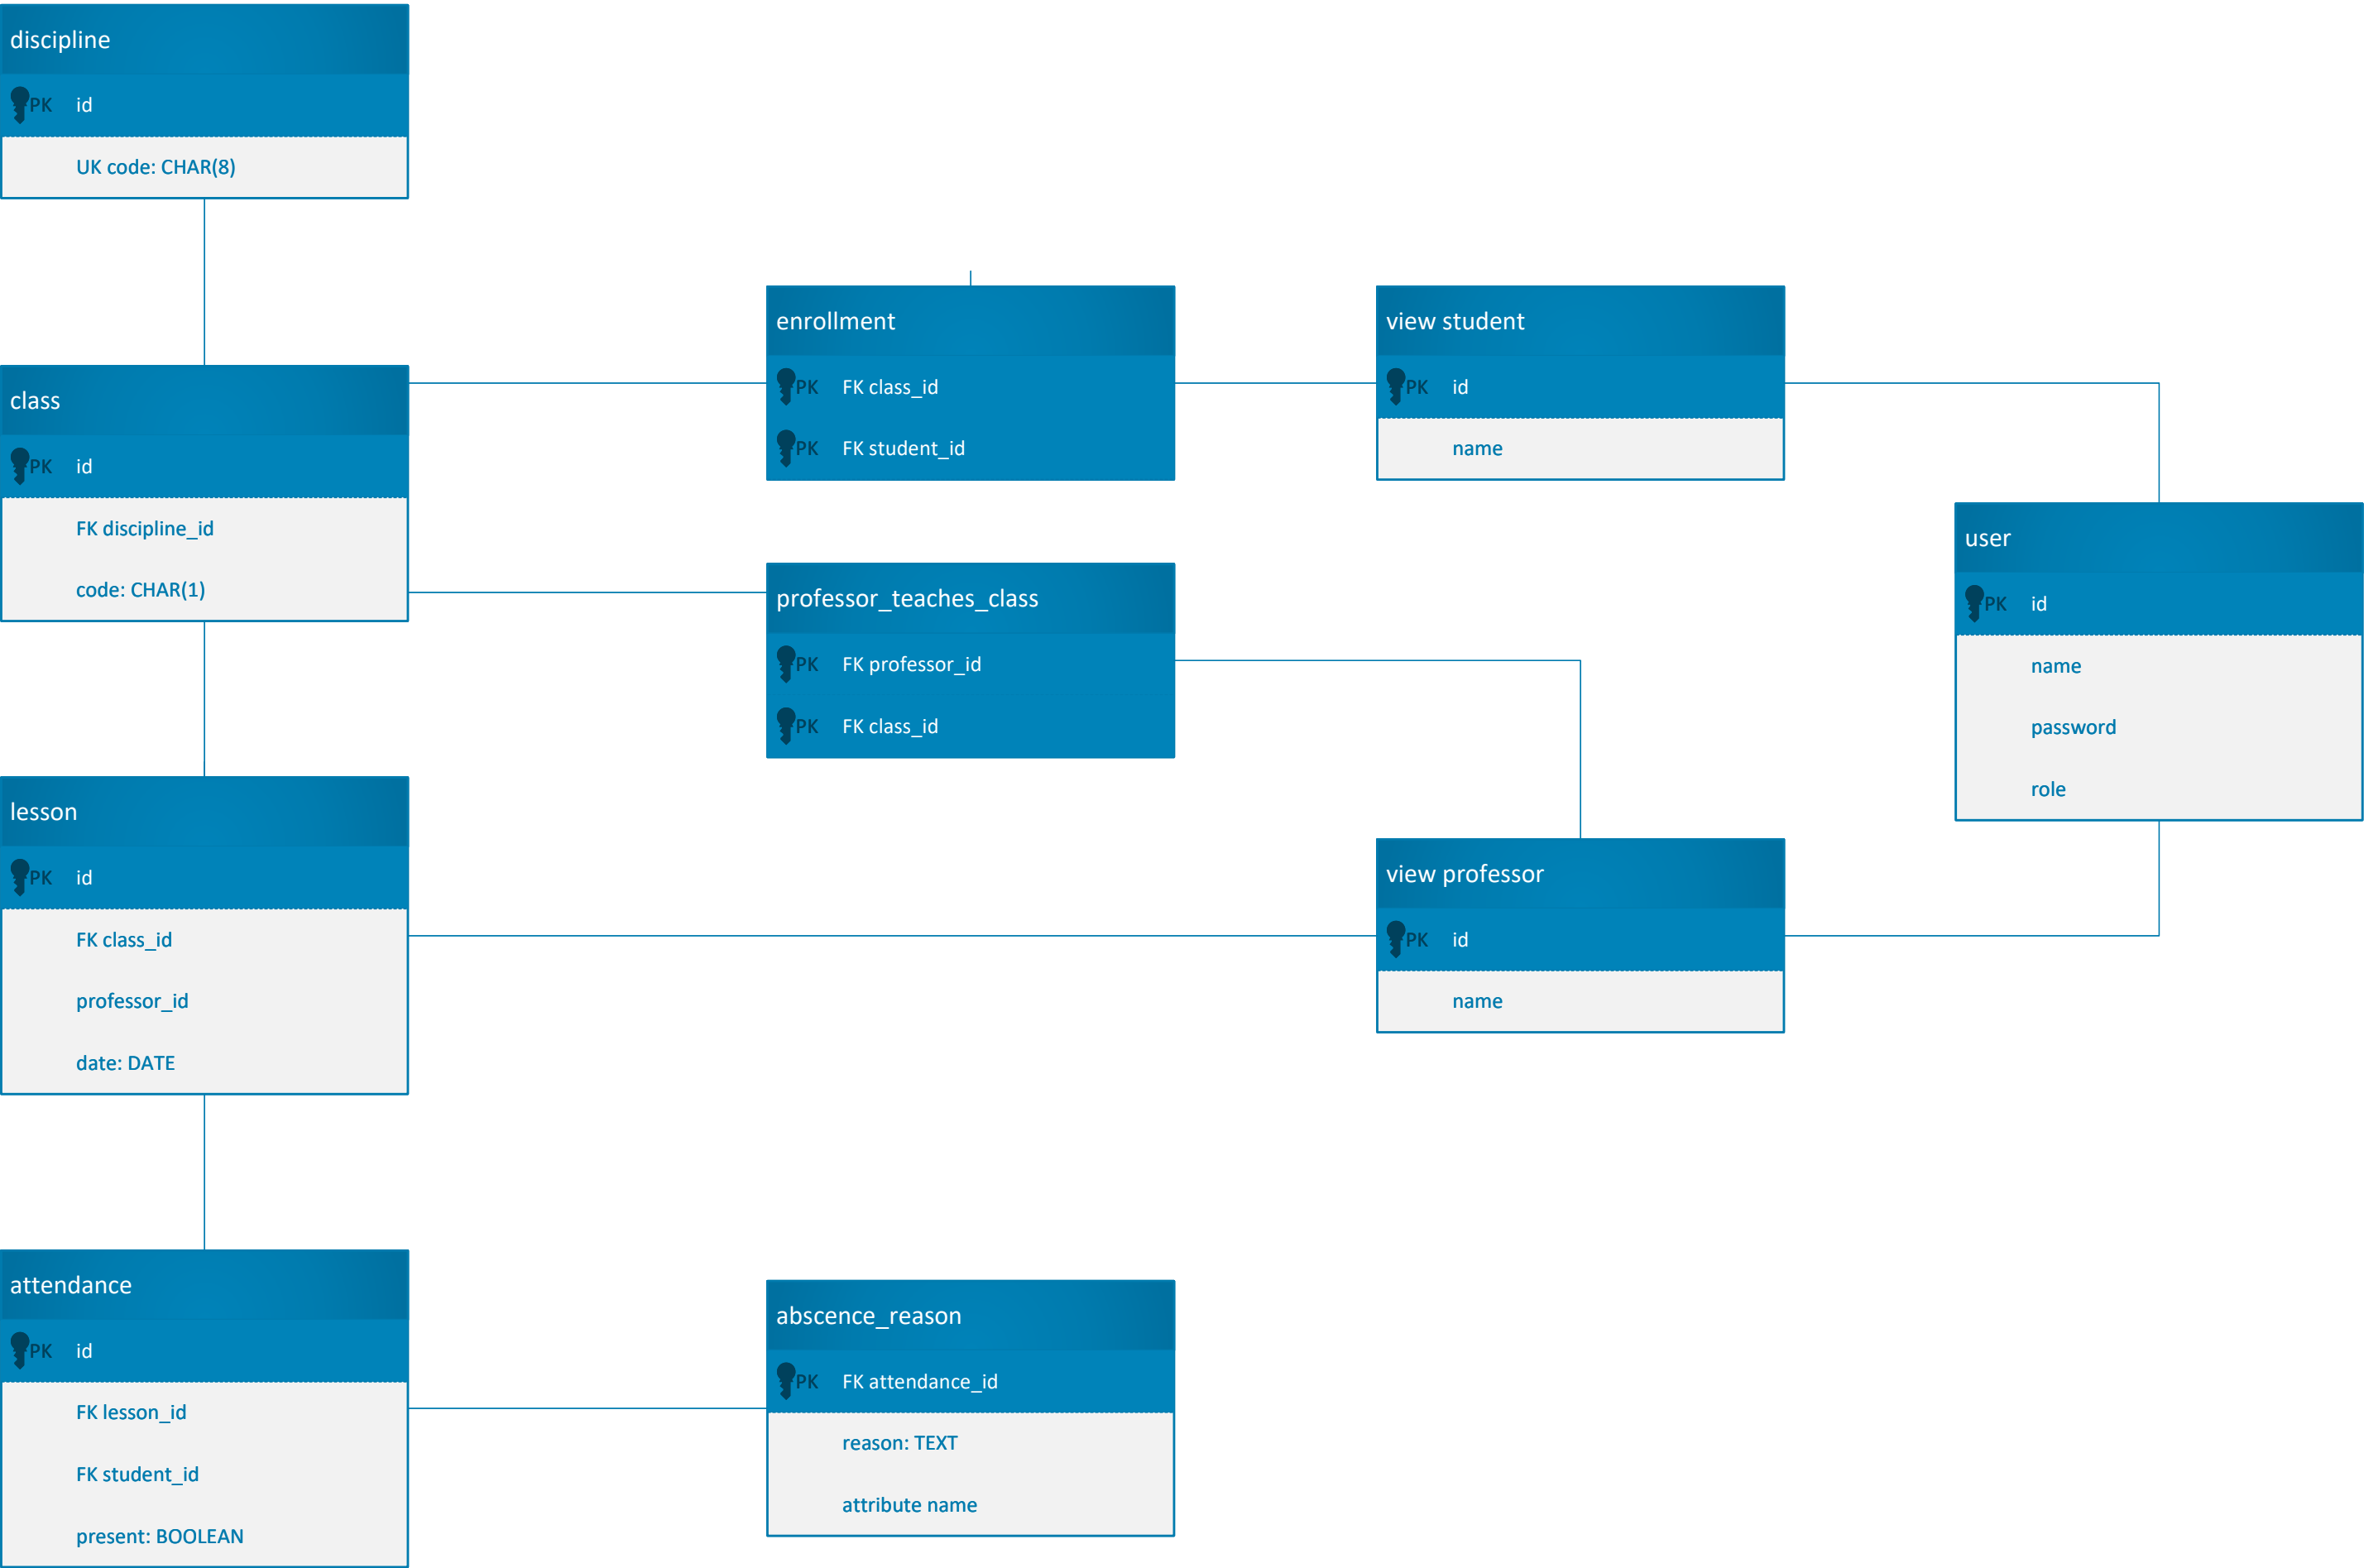 discipline
PK id
UK code: CHAR(8)
class
PK id
FK discipline_id
code: CHAR(1)
enrollment
PK FK class_id
PK FK student_id
view student
PK id
name
professor_teaches_class
PK FK professor_id
PK FK class_id
user
PK id
name
password
role
lesson
PK id
FK class_id
professor_id
date: DATE
view professor
PK id
name
attendance
PK id
FK lesson_id
FK student_id
present: BOOLEAN
abscence_reason
PK FK attendance_id
reason: TEXT
attribute name